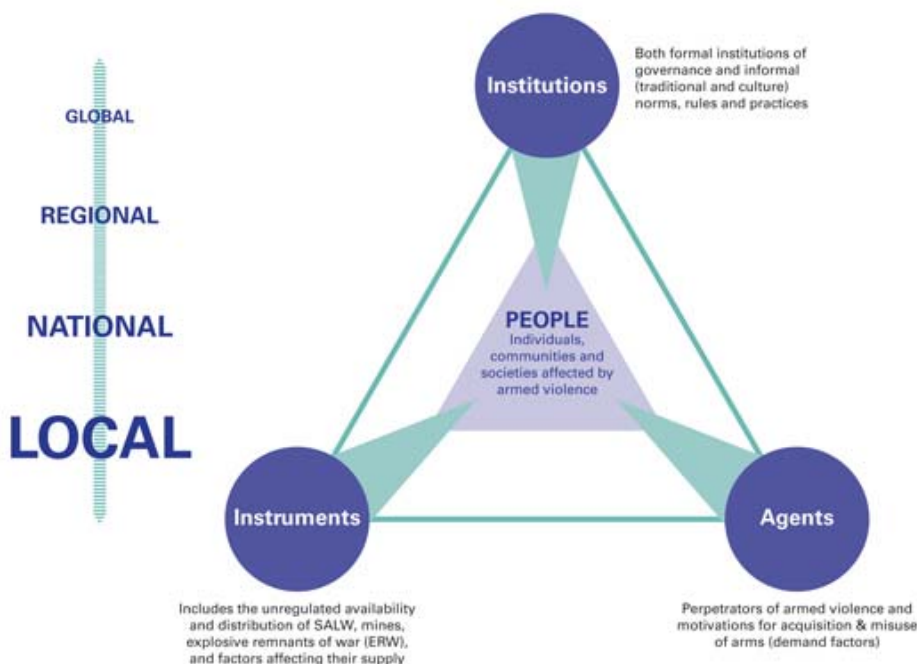 GLOBAL
REGIONAL
NATIONAL
LOCAL
Institutions
Both formal institutions of
governance and informal
(traditional and culture)
norms, rules and practices
PEOPLE
Individuals,
communities and
societies affected by
armed violence
Instruments
Includes the unregulated availability
and distribution of SALW, mines,
explosive remnants of war (ERW),
and factors affecting their supply
Agents
Perpetrators of armed violence and
motivations for acquisition & misuse
of arms (demand factors)